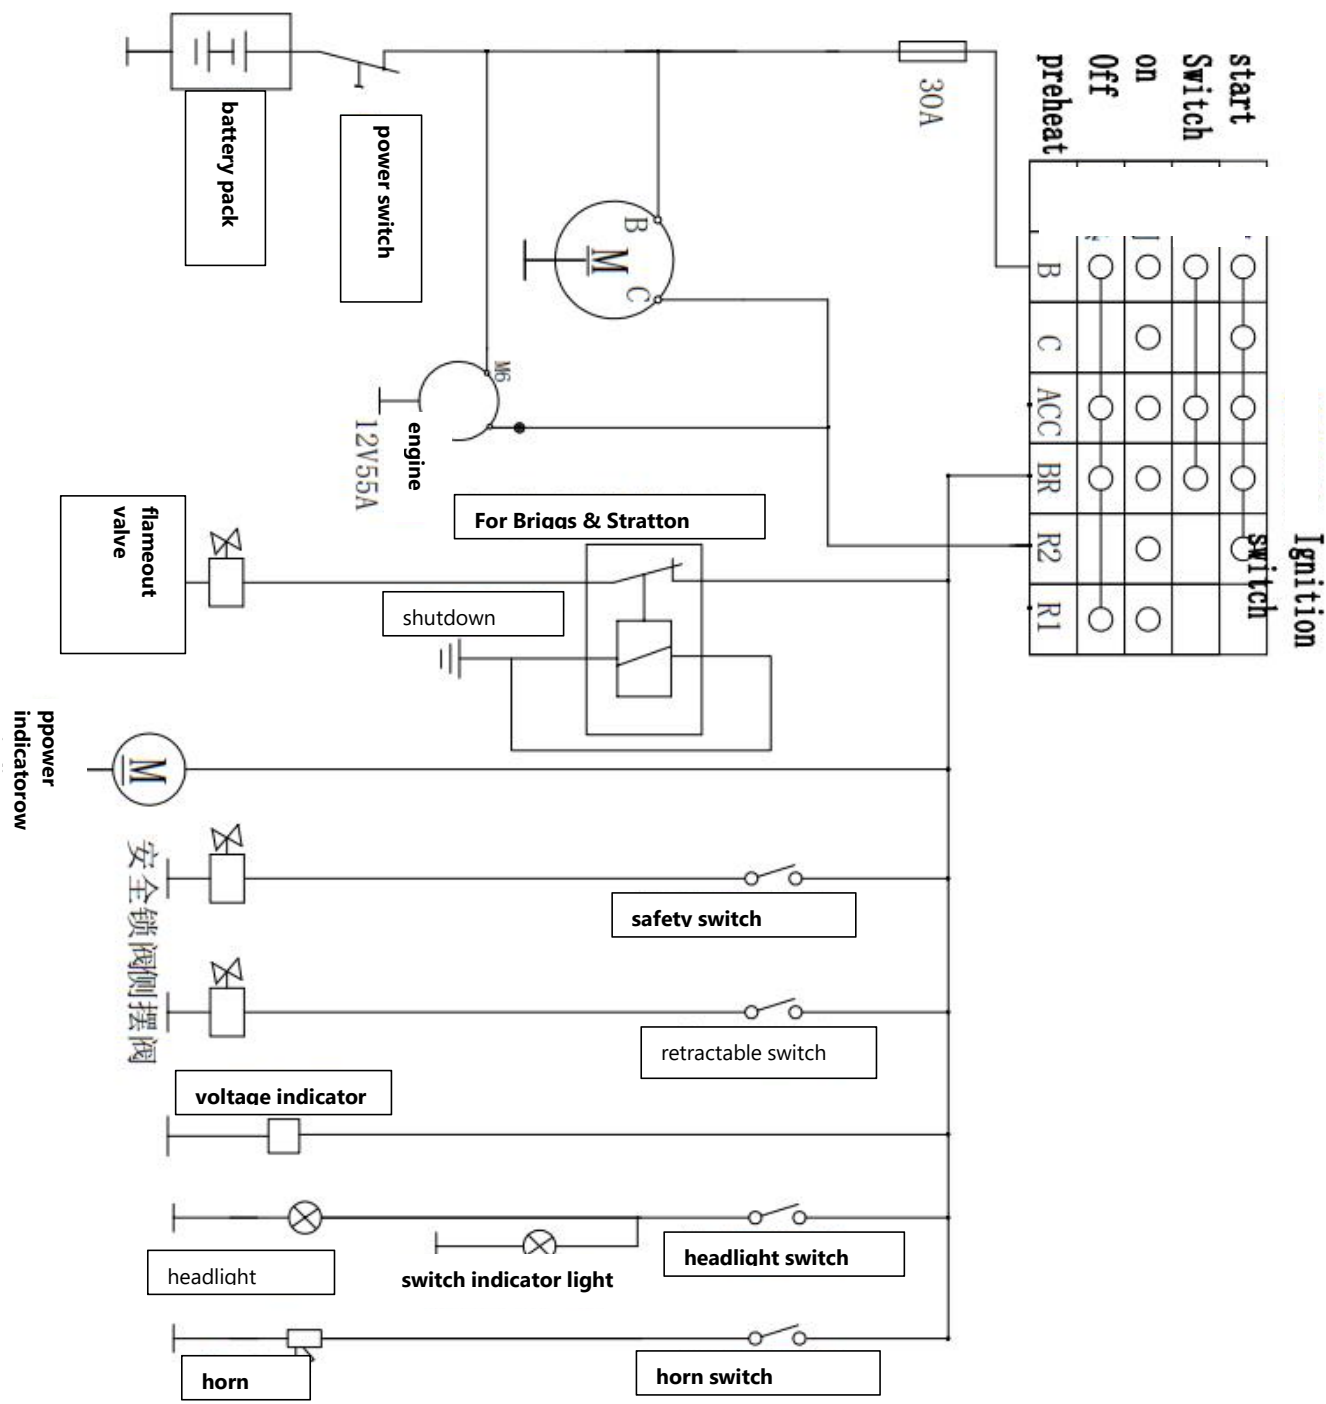 start
Switch
on
Off
preheat
30A
battery pack
power switch
B
M
C
B
C
ACC
BR
R2
R1
Ignition
switch
M6
engine
12V55A
For Briggs & Stratton
flameout
valve
shutdown
ppower
indicatorow
M
安全锁阀侧摆阀
safety switch
retractable switch
voltage indicator
headlight switch
headlight
switch indicator light
horn
horn switch